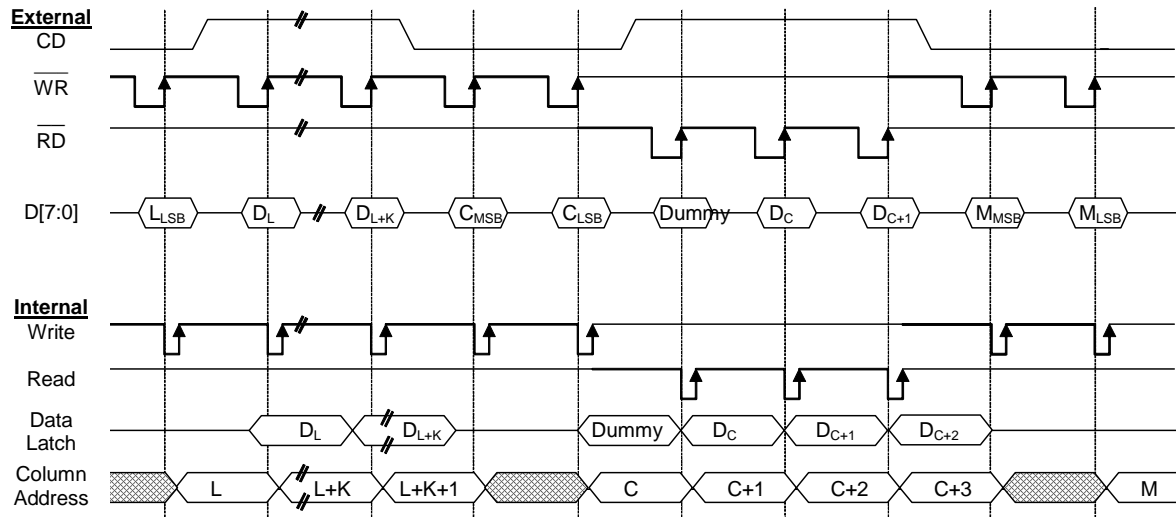 External
CD
WR
RD
D[7:0] LLSB DL DL+K CMSB CLSB Dummy DC DC+1 MMSB MLSB
Internal
Write
Read
Data
Latch DL DL+K Dummy DC DC+1 DC+2
Column
Address L L+K L+K+1 C C+1 C+2 C+3 M